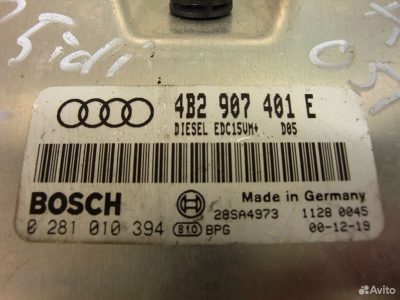 4B2 907 401 E
DIESEL EDC15VM+ D05
BOSCH
Made in Germany
28SA4973 1128 0045
0 281 010 394
810 BPG 00-12-19
Avito